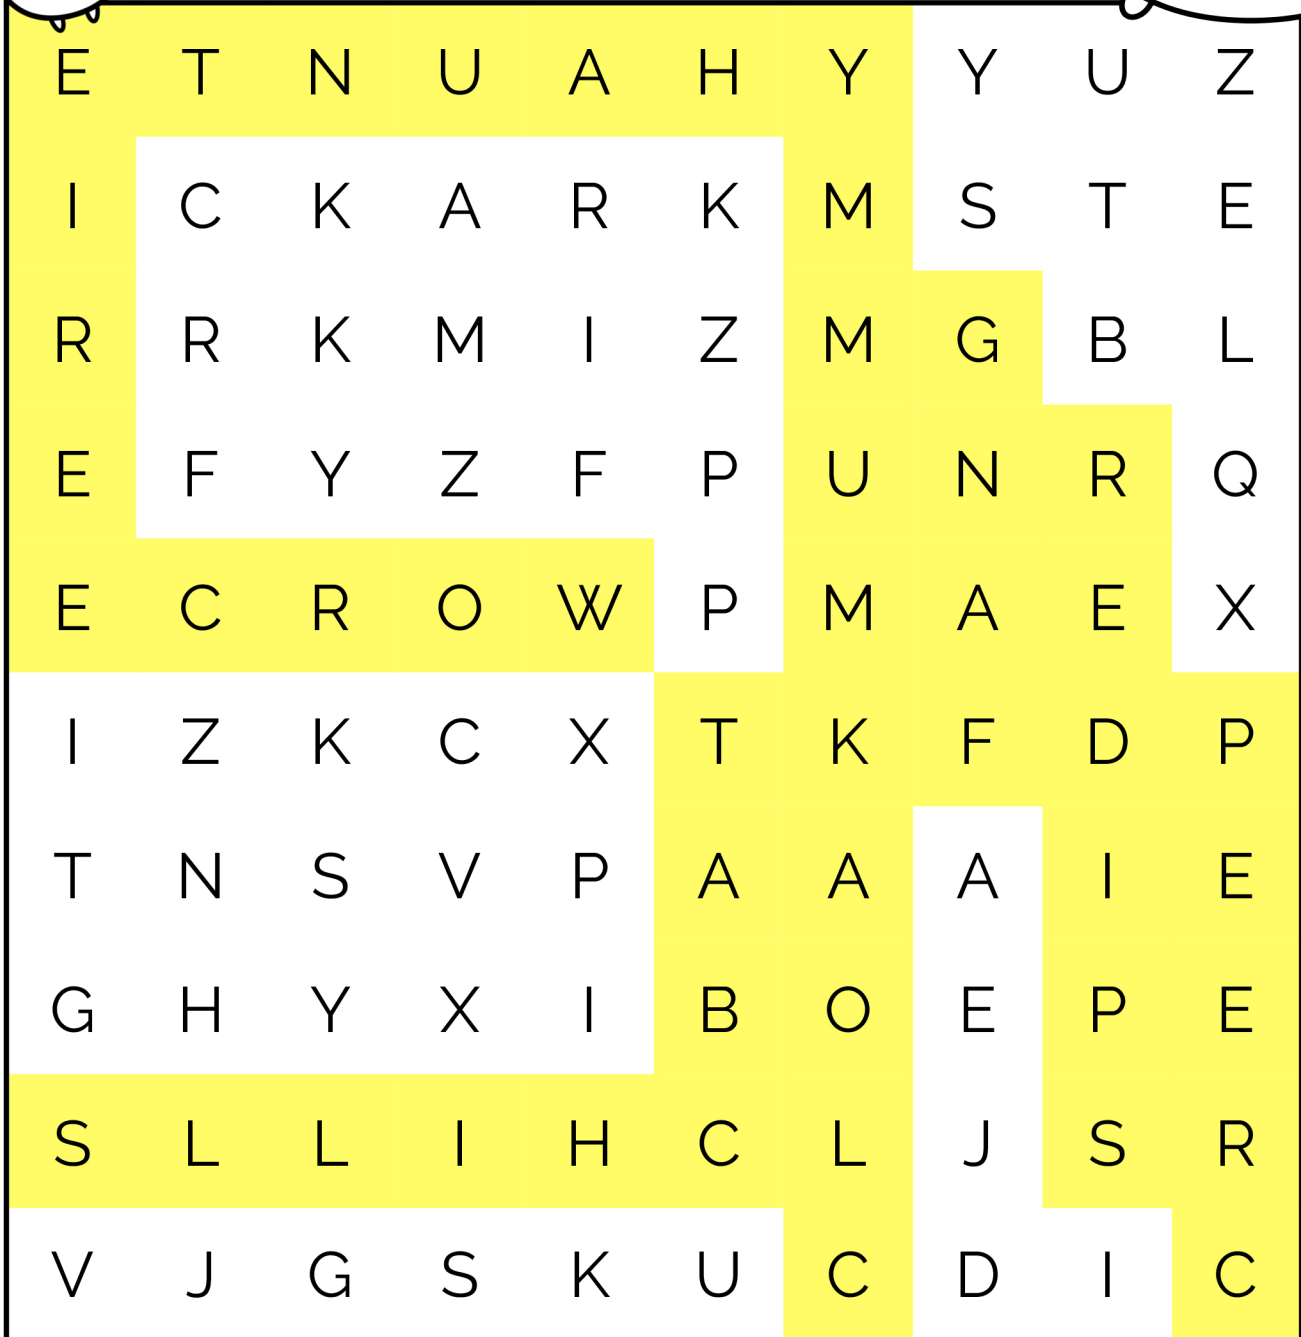 E T N U A H Y Y U Z
I C K A R K M S T E
R R K M I Z M G B L
E F Y Z F P U N R Q
E C R O W P M A E X
I Z K C X T K F D P
T N S V P A A A I E
G H Y X I B O E P E
S L L I H C L J S R
V J G S K U C D I C